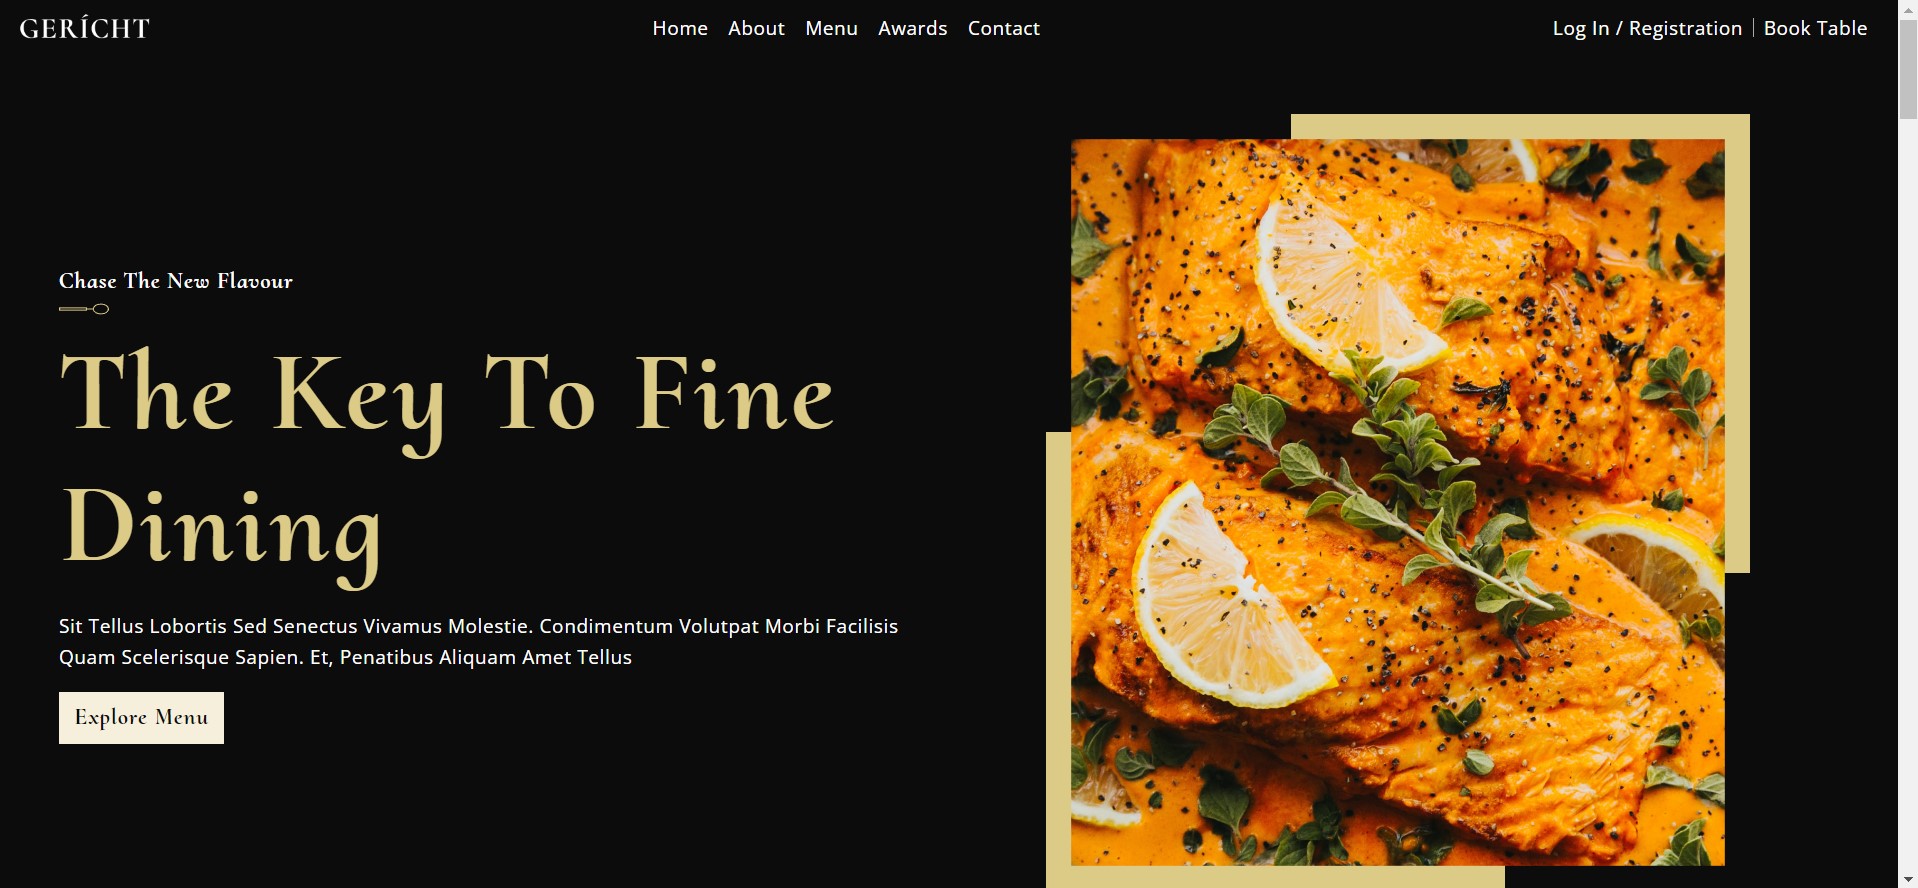 GERÍCHT
Home About Menu Awards Contact
Log In / Registration Book Table
Chase The New Flavour
The Key To Fine
Dining
Sit Tellus Lobortis Sed Senectus Vivamus Molestie. Condimentum Volutpat Morbi Facilisis
Quam Scelerisque Sapien. Et, Penatibus Aliquam Amet Tellus
Explore Menu